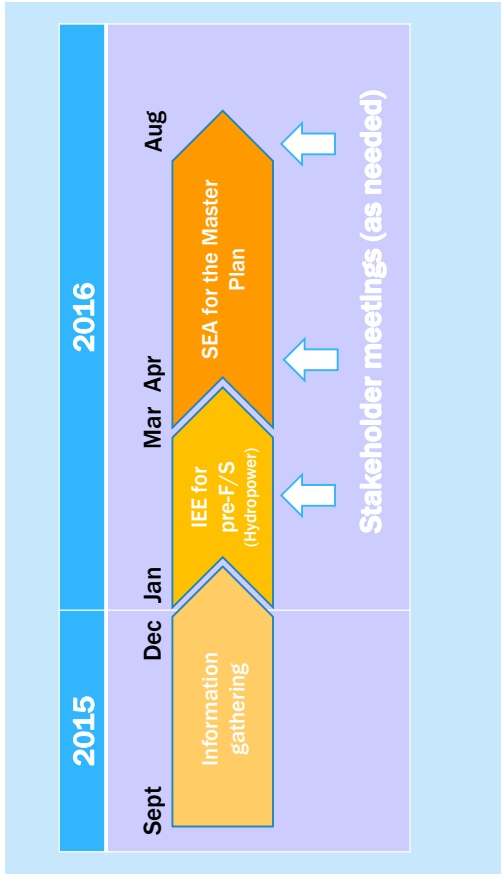 2015
2016
Sept
Dec
Jan
Mar
Apr
Aug
Information
gathering
IEE for
pre-F/S
(Hydropower)
SEA for the Master
Plan
Stakeholder meetings (as needed)